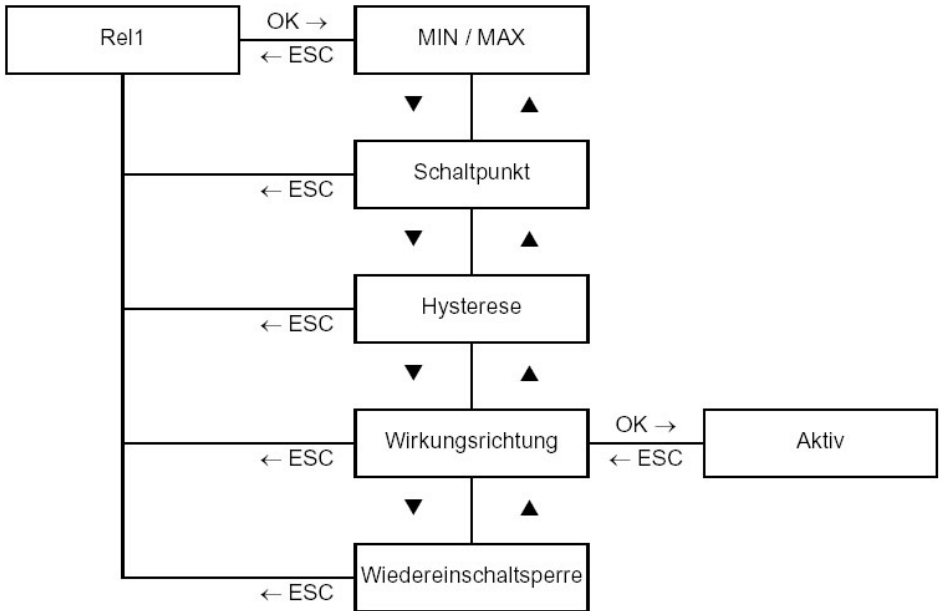 Rel1
OK →
← ESC
MIN / MAX
▼ ▲
Schaltpunkt
← ESC
▼ ▲
Hysterese
← ESC
▼ ▲
Wirkungsrichtung
← ESC
OK →
← ESC
Aktiv
▼ ▲
Wiedereinschaltsperre
← ESC